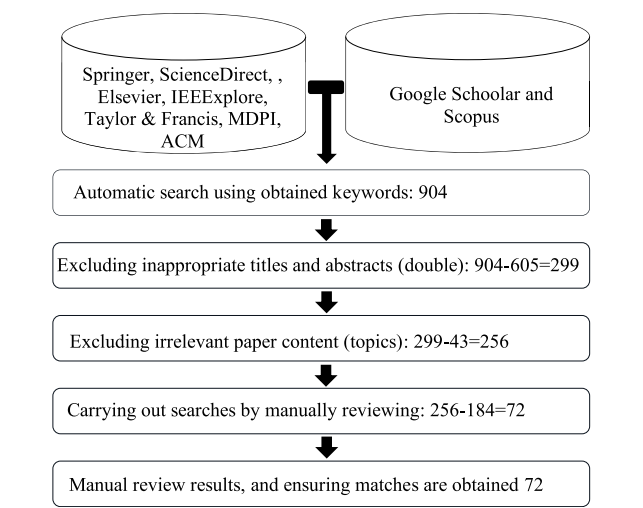 Springer, ScienceDirect, ,
Elsevier, IEEExplore,
Taylor & Francis, MDPI,
ACM
Google Schoolar and
Scopus
Automatic search using obtained keywords: 904
Excluding inappropriate titles and abstracts (double): 904-605=299
Excluding irrelevant paper content (topics): 299-43=256
Carrying out searches by manually reviewing: 256-184=72
Manual review results, and ensuring matches are obtained 72